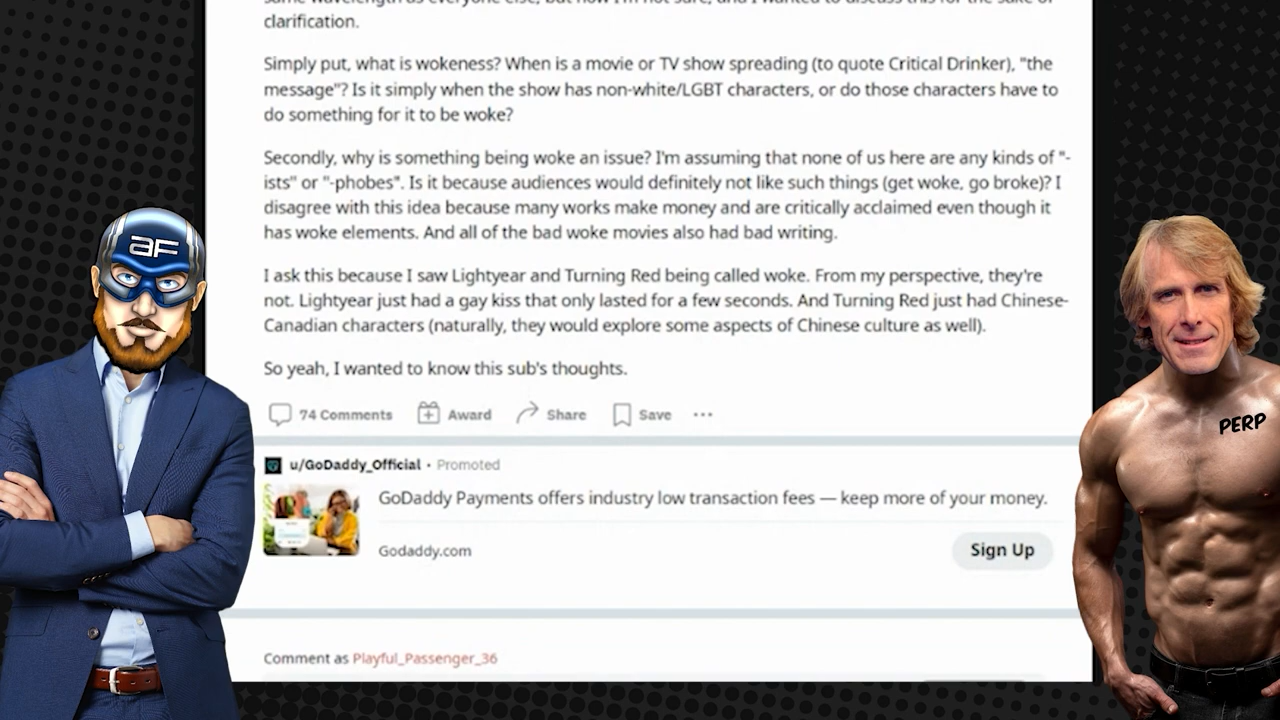 clarification.
Simply put, what is wokeness? When is a movie or TV show spreading (to quote Critical Drinker), "the
message"? Is it simply when the show has non-white/LGBT characters, or do those characters have to
do something for it to be woke?
Secondly, why is something being woke an issue? I'm assuming that none of us here are any kinds of "-
ists" or "-phobes". Is it because audiences would definitely not like such things (get woke, go broke)? I
disagree with this idea because many works make money and are critically acclaimed even though it
has woke elements. And all of the bad woke movies also had bad writing.
I ask this because I saw Lightyear and Turning Red being called woke. From my perspective, they're
not. Lightyear just had a gay kiss that only lasted for a few seconds. And Turning Red just had Chinese-
Canadian characters (naturally, they would explore some aspects of Chinese culture as well).
So yeah, I wanted to know this sub's thoughts.
74 Comments Award Share Save
u/GoDaddy_Official • Promoted
GoDaddy Payments offers industry low transaction fees — keep more of your money.
Godaddy.com
Sign Up
Comment as Playful_Passenger_36
aF
PERP